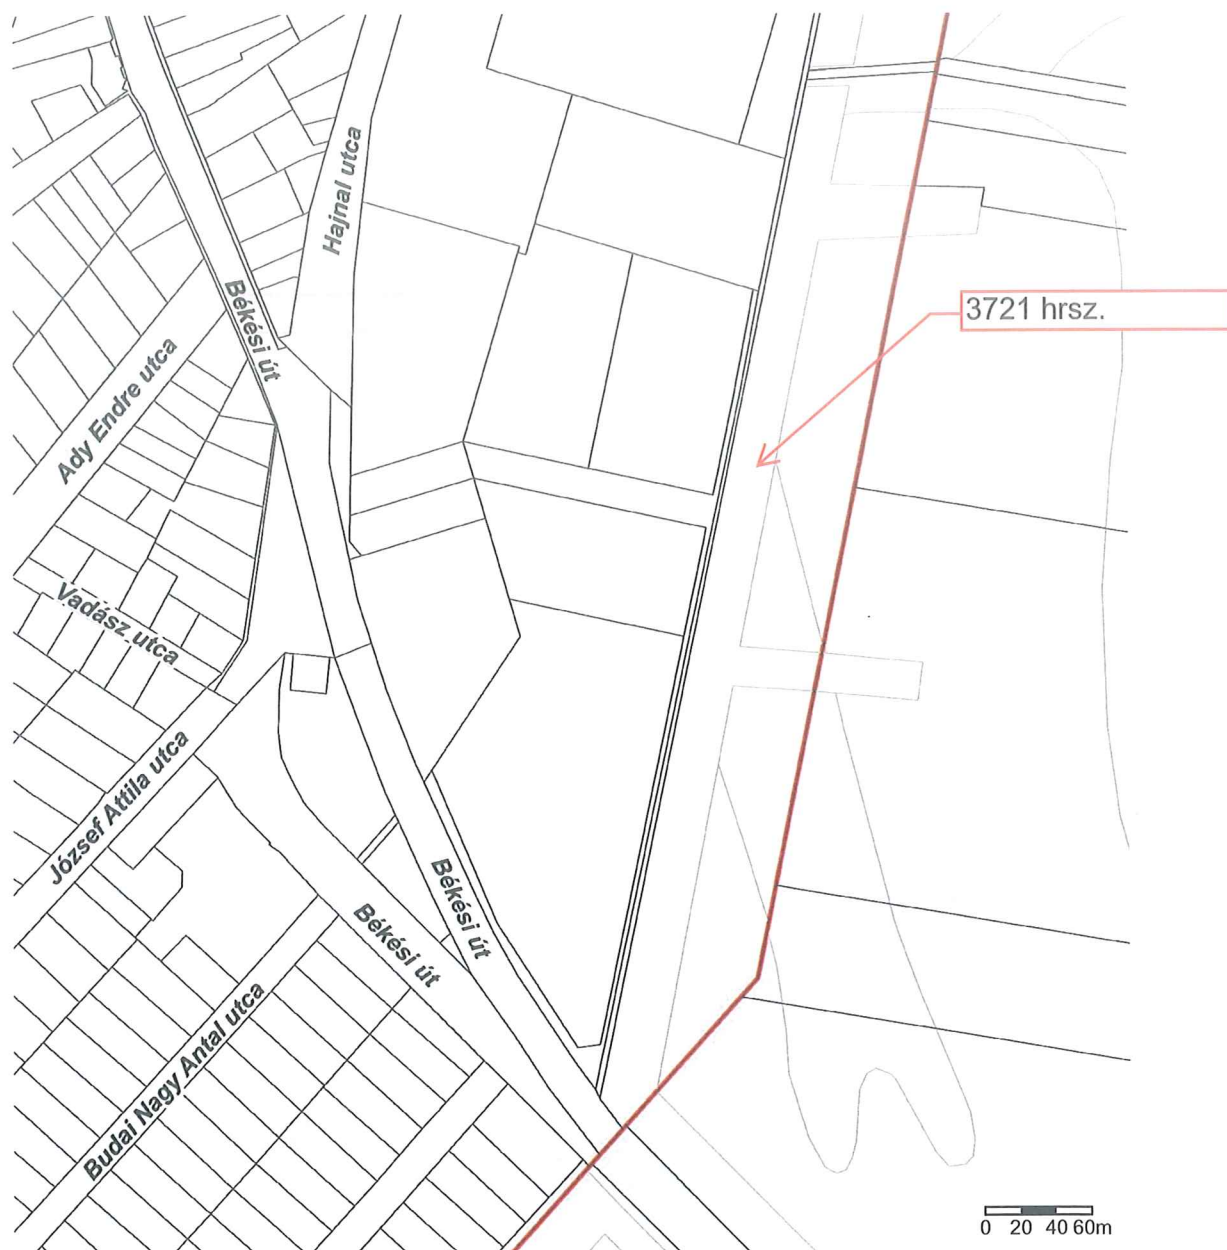 Hajnal utca
Békési út
3721 hrsz.
Ady Endre utca
Vadász utca
József Attila utca
Békési út
Békési út
Budai Nagy Antal utca
0 20 40 60m